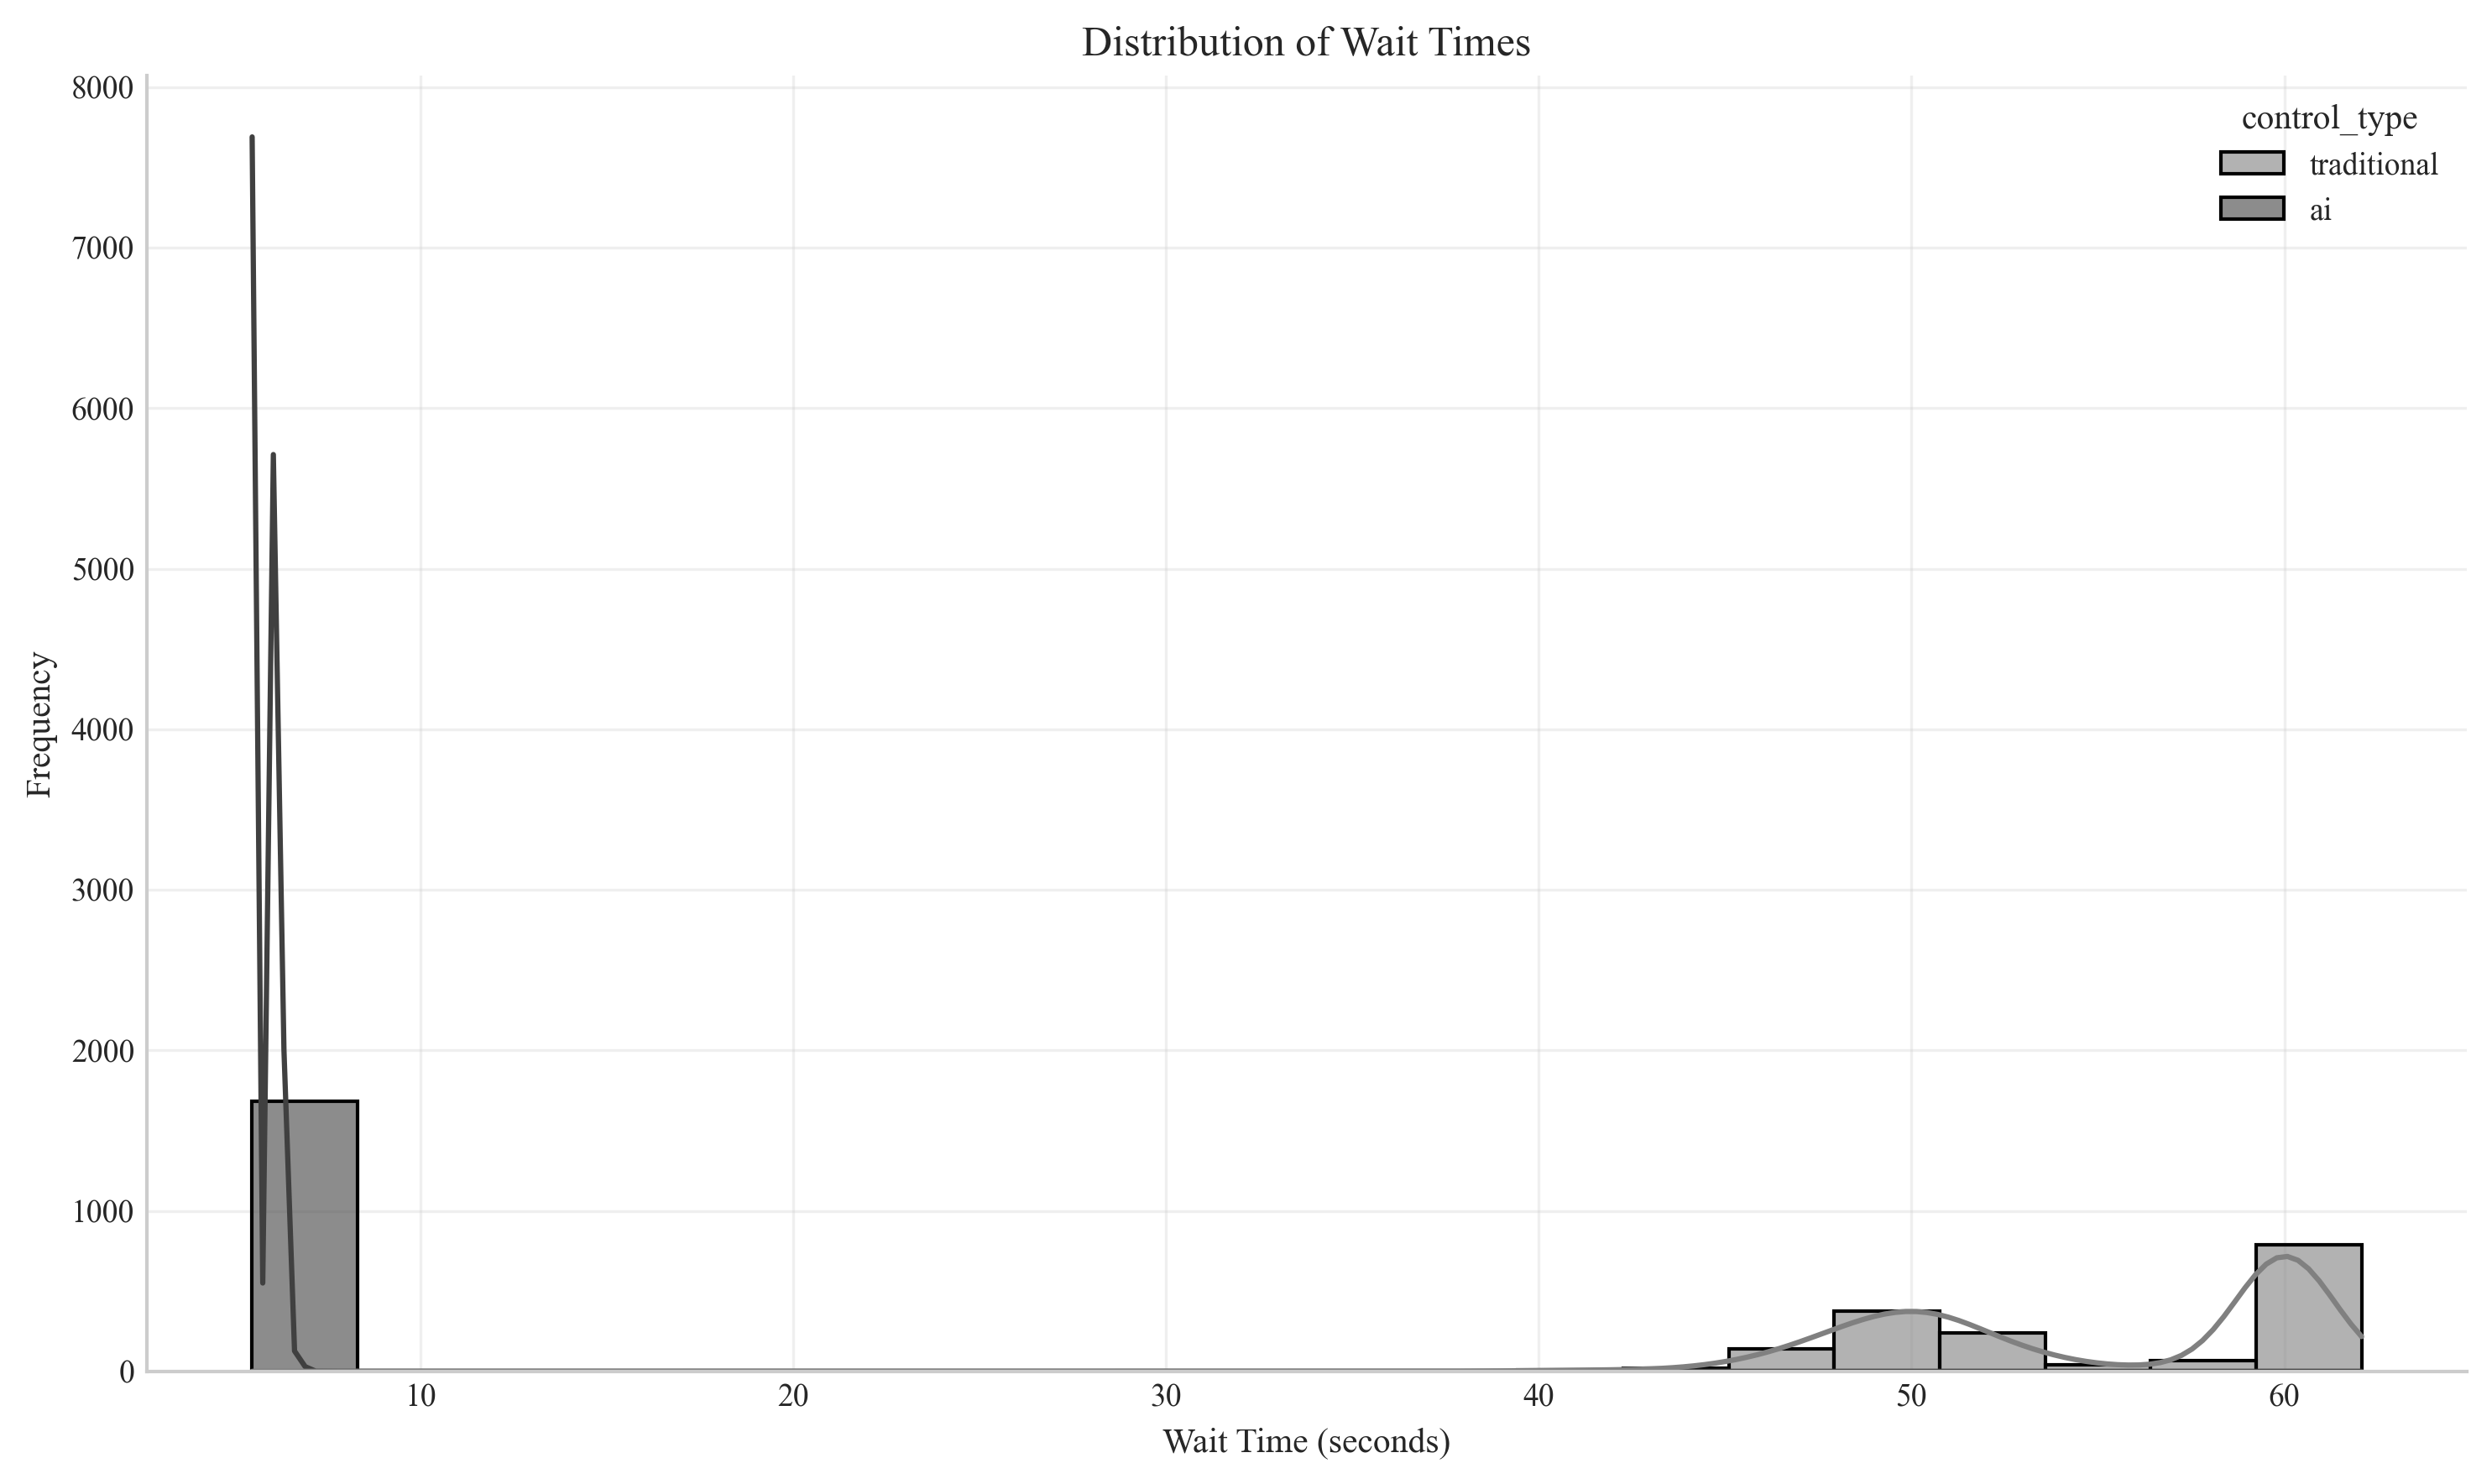 Distribution of Wait Times
8000
7000
6000
5000
4000
3000
2000
1000
0
Frequency
control_type
traditional
ai
10 20 30 40 50 60
Wait Time (seconds)